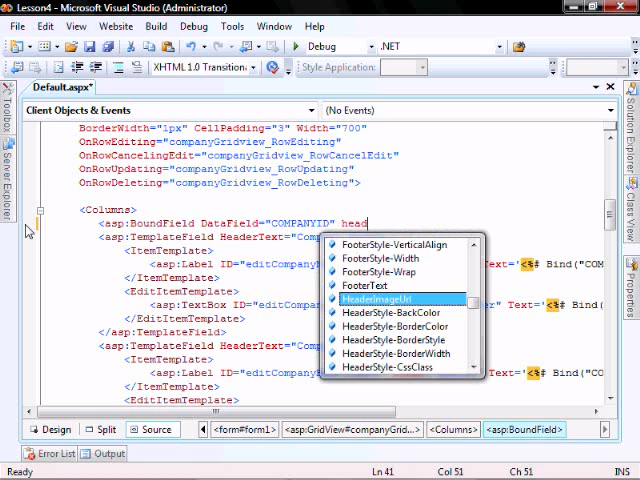 Lesson4 - Microsoft Visual Studio (Administrator)
File Edit View Website Build Debug Tools Window Help
Debug .NET
XHTML 1.0 Transition Style Application:
Default.aspx*
Client Objects & Events (No Events)
BorderWidth="1px" CellPadding="3" Width="700"
OnRowEditing="companyGridview_RowEditing"
OnRowCancelingEdit="companyGridview_RowCancelEdit"
OnRowUpdating="companyGridview_RowUpdating"
OnRowDeleting="companyGridview_RowDeleting">
<Columns>
<asp:BoundField DataField="COMPANYID" head
<asp:TemplateField HeaderText="Comp
<ItemTemplate>
<asp:Label ID="editCompany Text='<%# Bind("COM
</ItemTemplate>
<EditItemTemplate>
<asp:TextBox ID="editCompan r" Text='<%# Bind("C
</EditItemTemplate>
</asp:TemplateField>
<asp:TemplateField HeaderText="Comp
<ItemTemplate>
<asp:Label ID="editCompanyN Text='<%# Bind("CO
</ItemTemplate>
<EditItemTemplate>
FooterStyle-VerticalAlign
FooterStyle-Width
FooterStyle-Wrap
FooterText
HeaderImageUrl
HeaderStyle-BackColor
HeaderStyle-BorderColor
HeaderStyle-BorderStyle
HeaderStyle-BorderWidth
HeaderStyle-CssClass
Toolbox
Server Explorer
Solution Explorer
Class View
Properties
Design Split Source <form#form1> <asp:GridView#companyGrid...> <Columns> <asp:BoundField>
Error List Output
Ready Ln 41 Col 51 Ch 51